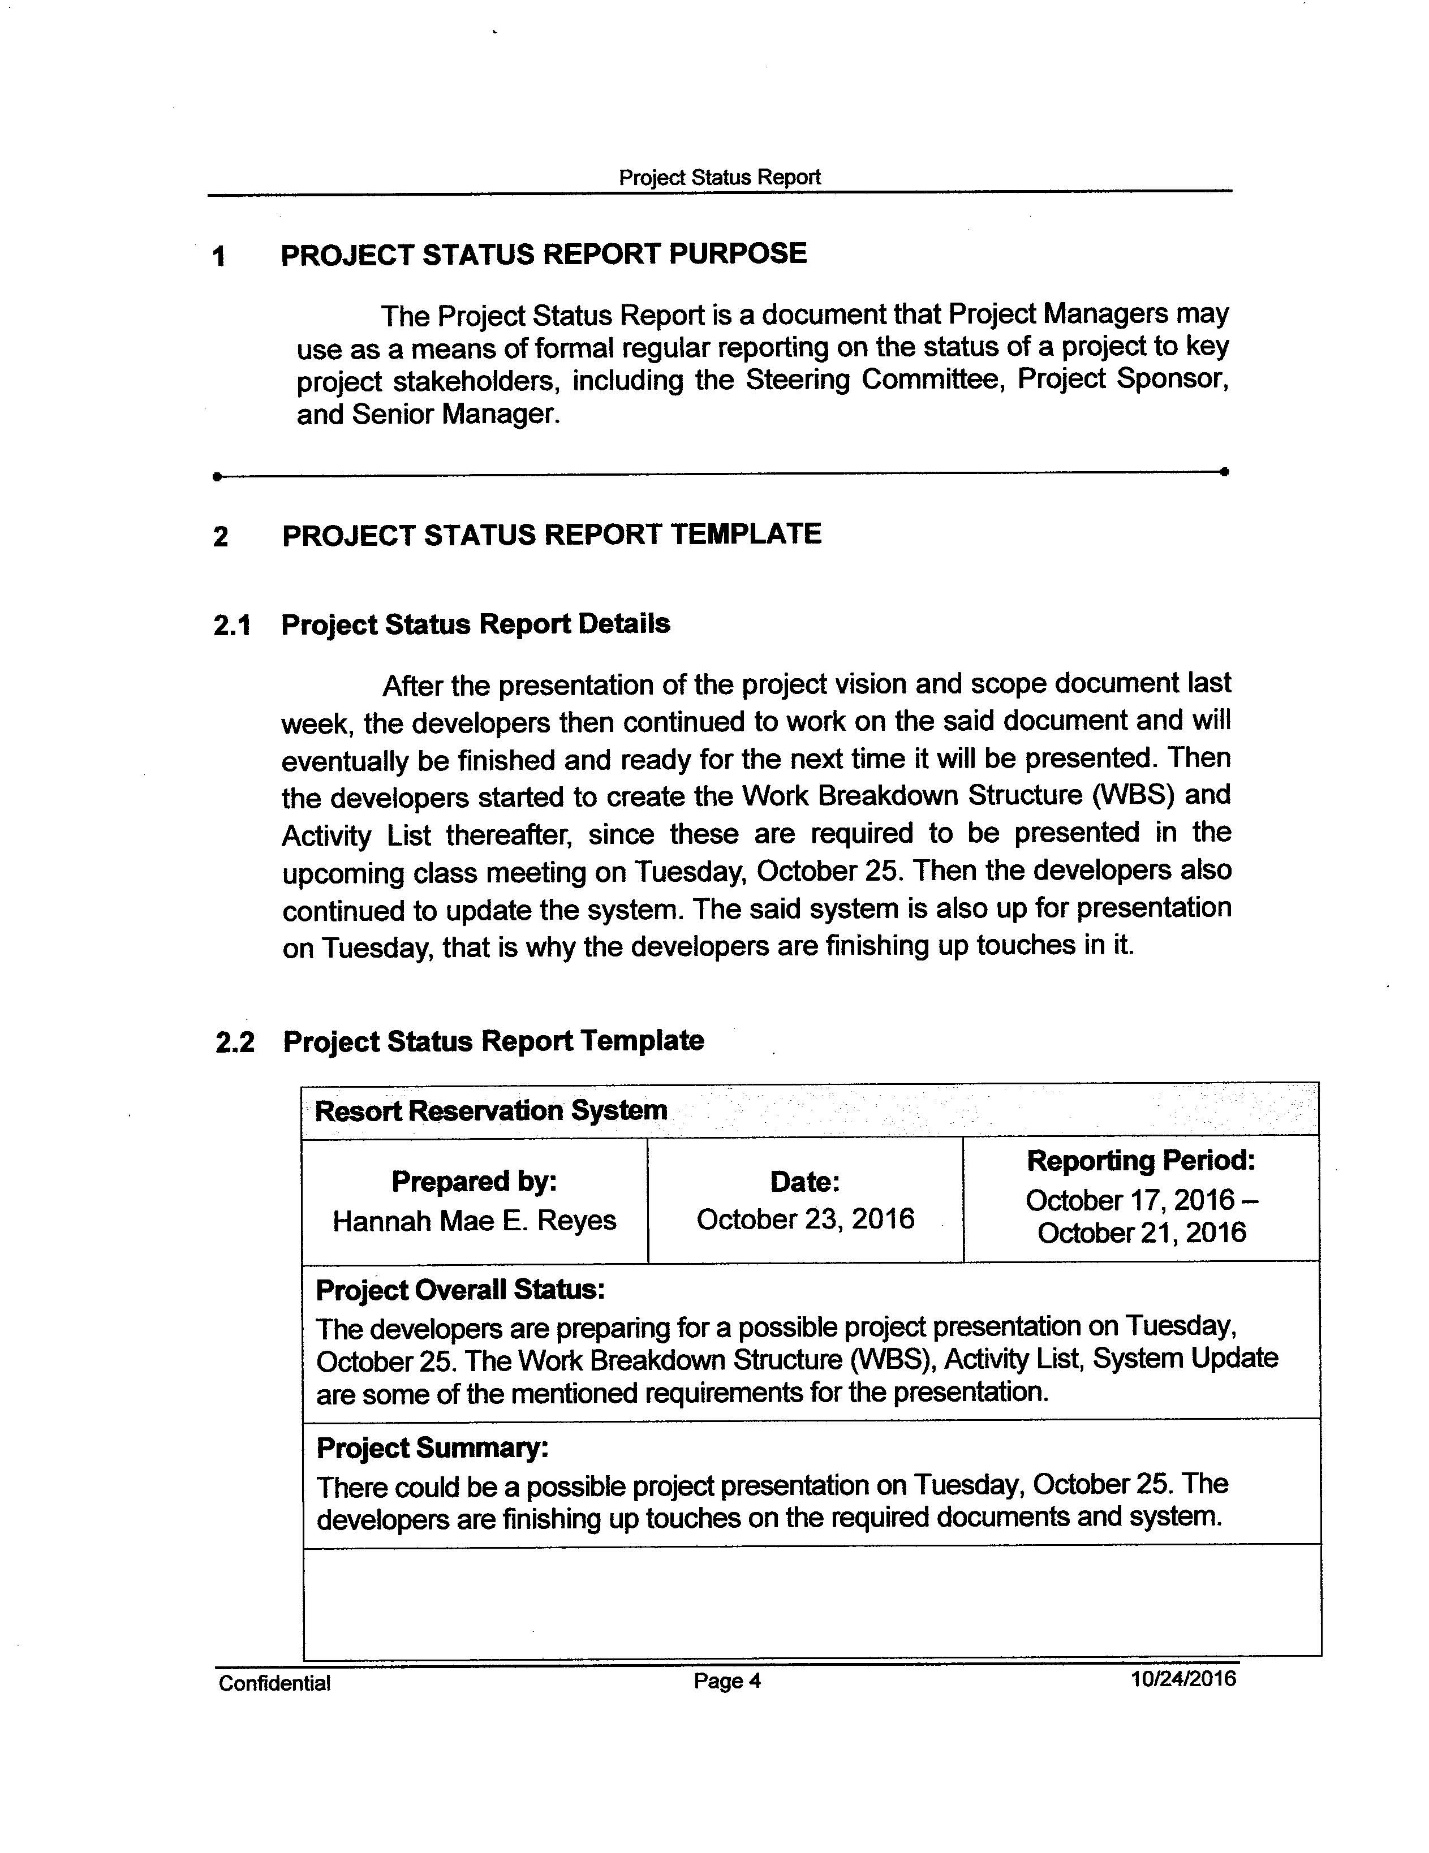 Project Status Report
1 PROJECT STATUS REPORT PURPOSE
The Project Status Report is a document that Project Managers may
use as a means of formal regular reporting on the status of a project to key
project stakeholders, including the Steering Committee, Project Sponsor,
and Senior Manager.
2 PROJECT STATUS REPORT TEMPLATE
2.1 Project Status Report Details
After the presentation of the project vision and scope document last
week, the developers then continued to work on the said document and will
eventually be finished and ready for the next time it will be presented. Then
the developers started to create the Work Breakdown Structure (WBS) and
Activity List thereafter, since these are required to be presented in the
upcoming class meeting on Tuesday, October 25. Then the developers also
continued to update the system. The said system is also up for presentation
on Tuesday, that is why the developers are finishing up touches in it.
2.2 Project Status Report Template
Resort Reservation System
Prepared by:
Hannah Mae E. Reyes
Date:
October 23, 2016
Reporting Period:
October 17, 2016 –
October 21, 2016
Project Overall Status:
The developers are preparing for a possible project presentation on Tuesday,
October 25. The Work Breakdown Structure (WBS), Activity List, System Update
are some of the mentioned requirements for the presentation.
Project Summary:
There could be a possible project presentation on Tuesday, October 25. The
developers are finishing up touches on the required documents and system.
Confidential Page 4 10/24/2016